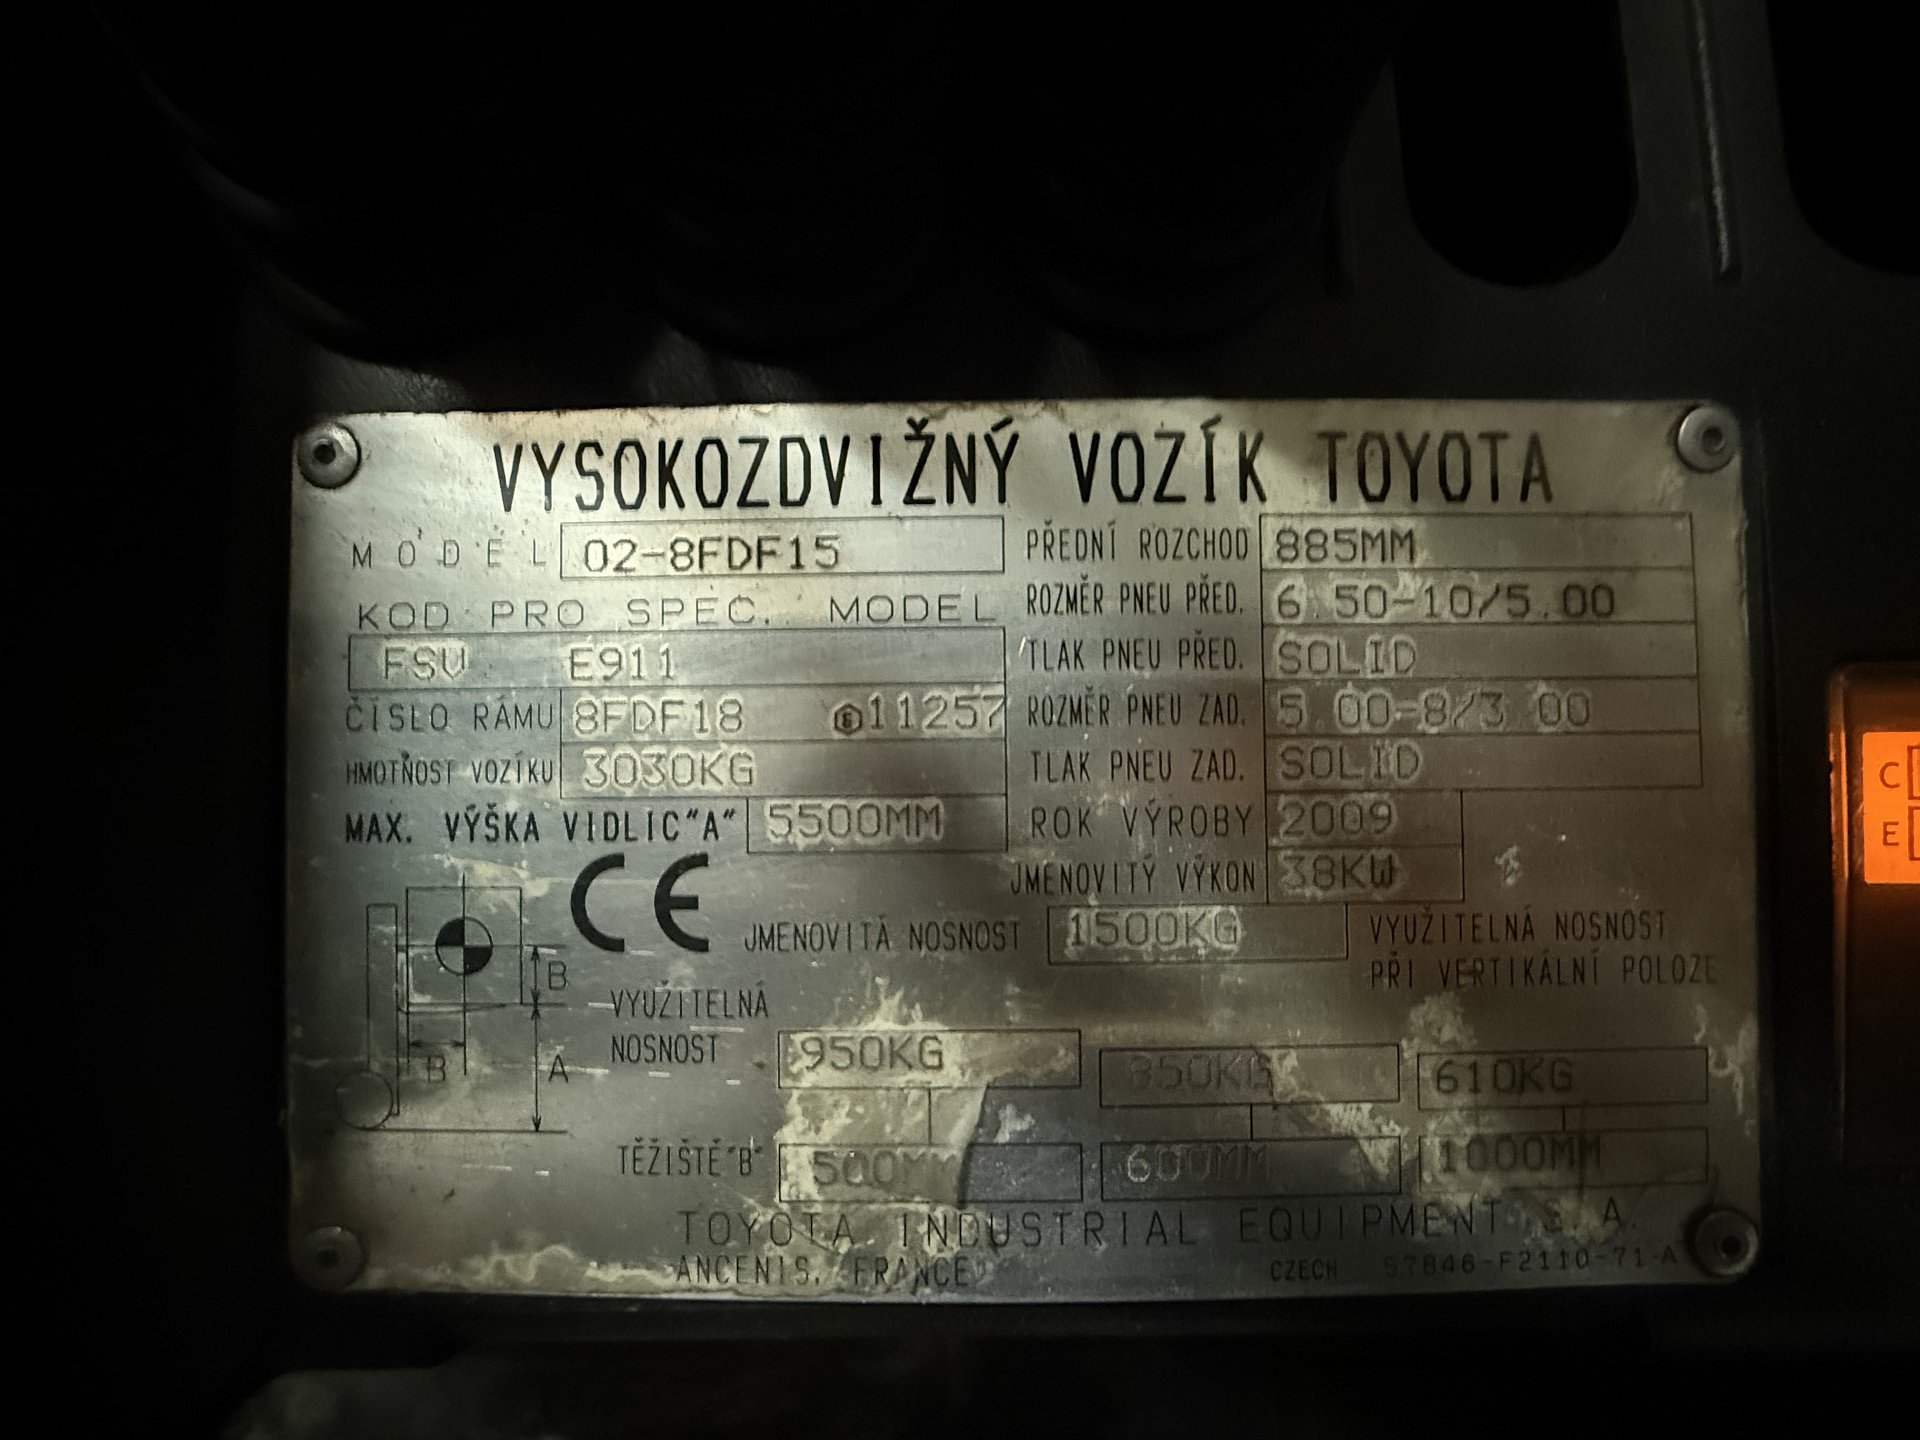 VYSOKOZDVIŽNÝ VOZÍK TOYOTA
MODEL 02-8FDF15
KOD PRO SPEC. MODEL
FSV E911
ČÍSLO RÁMU 8FDF18 E 11257
HMOTNOST VOZÍKU 3030KG
MAX. VÝŠKA VIDLIC"A" 5500MM
PŘEDNÍ ROZCHOD 885MM
ROZMĚR PNEU PŘED. 6.50-10/5.00
TLAK PNEU PŘED. SOLID
ROZMĚR PNEU ZAD. 5.00-8/3.00
TLAK PNEU ZAD. SOLID
ROK VÝROBY 2009
JMENOVITÝ VÝKON 38KW
CE
JMENOVITÁ NOSNOST 1500KG
VYUŽITELNÁ NOSNOST
PŘI VERTIKÁLNÍ POLOZE
B
B
A
VYUŽITELNÁ
NOSNOST 950KG 850KG 610KG
TĚŽIŠTĚ"B" 500MM 600MM 1000MM
TOYOTA INDUSTRIAL EQUIPMENT S.A.
ANCENIS, FRANCE
CZECH 57846-F2110-71-A
C
E